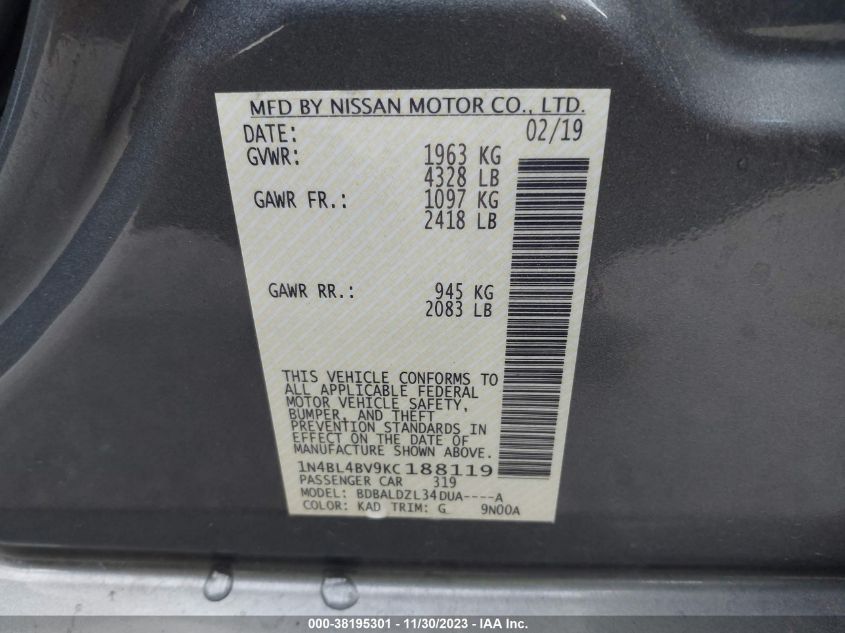 MFD BY NISSAN MOTOR CO., LTD.
DATE: 02/19
GVWR: 1963 KG
4328 LB
GAWR FR.: 1097 KG
2418 LB
GAWR RR.: 945 KG
2083 LB
THIS VEHICLE CONFORMS TO
ALL APPLICABLE FEDERAL
MOTOR VEHICLE SAFETY,
BUMPER, AND THEFT
PREVENTION STANDARDS IN
EFFECT ON THE DATE OF
MANUFACTURE SHOWN ABOVE.
1N4BL4BV9KC188119
PASSENGER CAR 319
MODEL: BDBALDZL34DUA----A
COLOR: KAD TRIM: G 9N00A
000-38195301 - 11/30/2023 - IAA Inc.